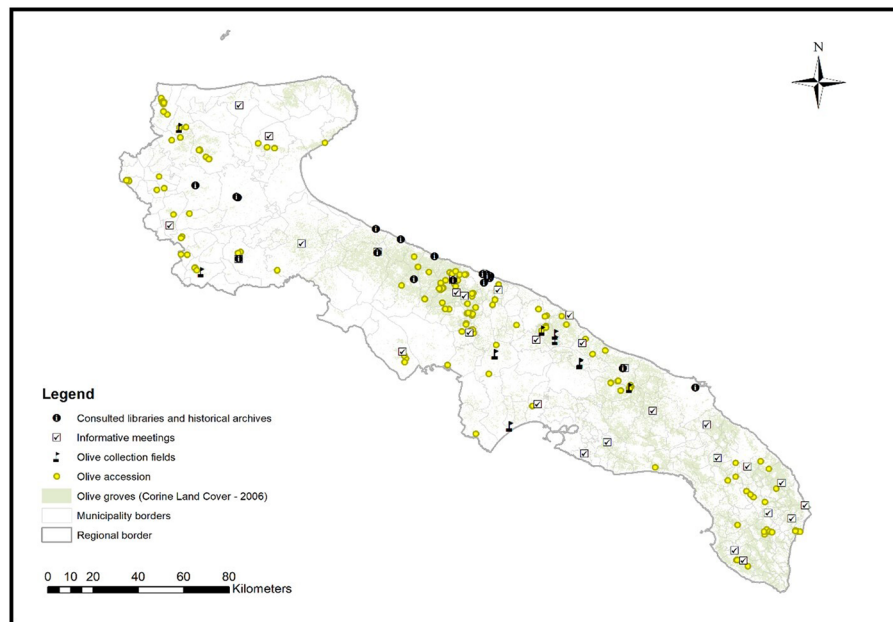 N
Legend
Consulted libraries and historical archives
Informative meetings
Olive collection fields
Olive accession
Olive groves (Corine Land Cover - 2006)
Municipality borders
Regional border
0 10 20 40 60 80
Kilometers